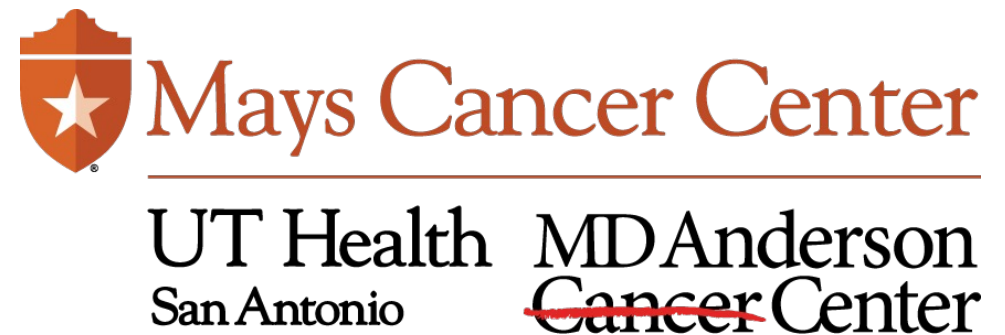 Mays Cancer Center
®
UT Health
San Antonio
MD Anderson
Cancer Center